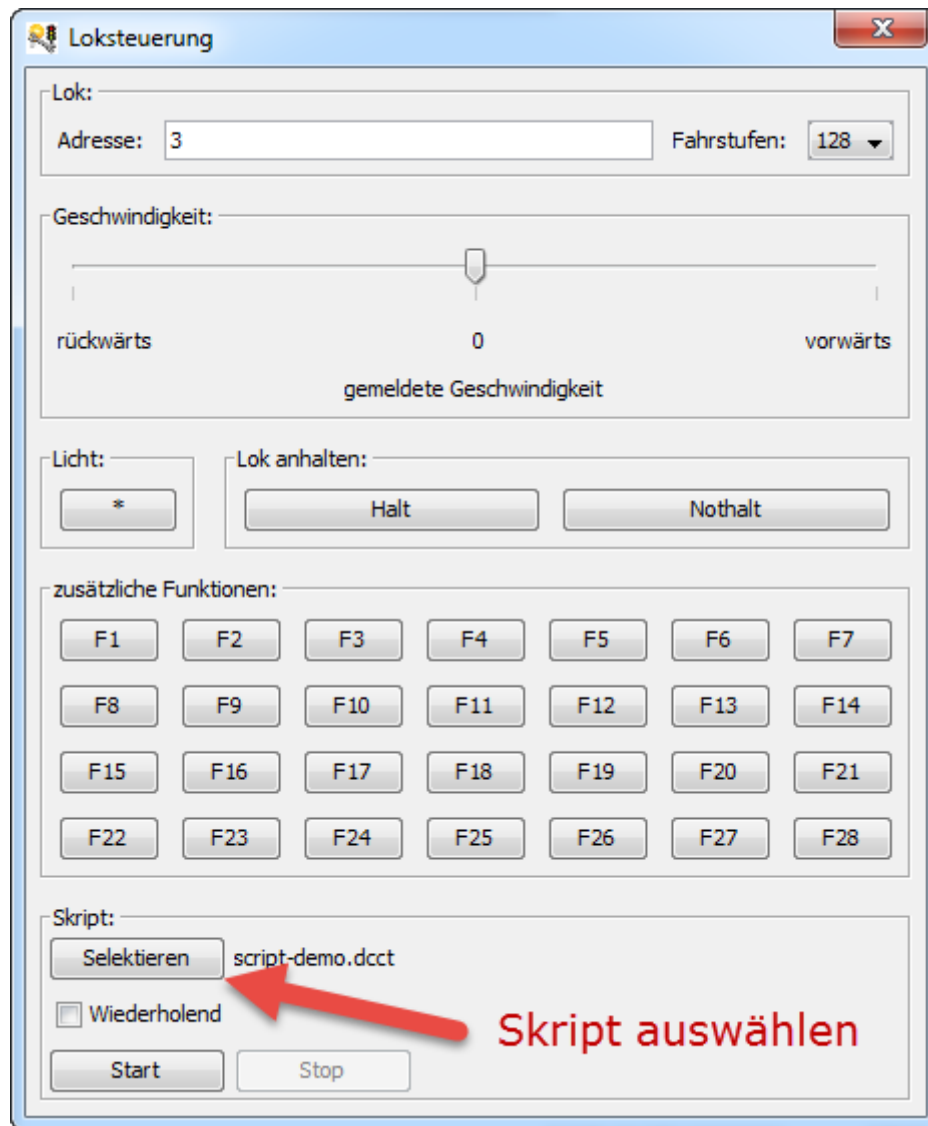 Loksteuerung
Lok:
Adresse: 3 Fahrstufen: 128
Geschwindigkeit:
rückwärts 0 vorwärts
gemeldete Geschwindigkeit
Licht: Lok anhalten:
* Halt Nothalt
zusätzliche Funktionen:
F1 F2 F3 F4 F5 F6 F7
F8 F9 F10 F11 F12 F13 F14
F15 F16 F17 F18 F19 F20 F21
F22 F23 F24 F25 F26 F27 F28
Skript:
Selektieren script-demo.dcct
Wiederholend
Skript auswählen
Start Stop